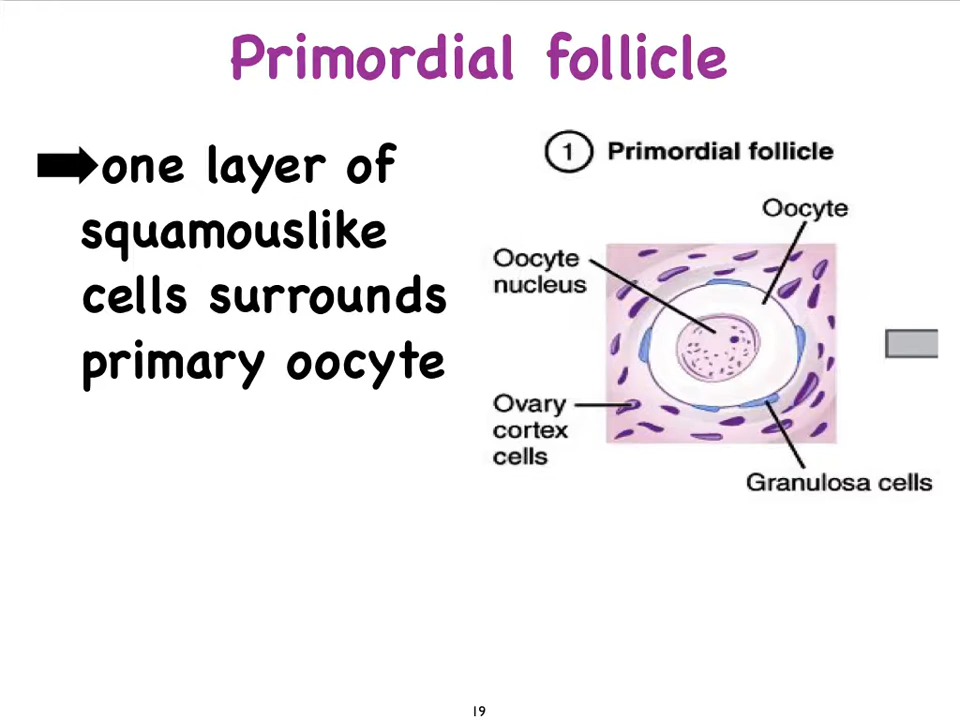 Primordial follicle
one layer of
squamouslike
cells surrounds
primary oocyte
1 Primordial follicle
Oocyte
Oocyte
nucleus
Ovary
cortex
cells
Granulosa cells
19